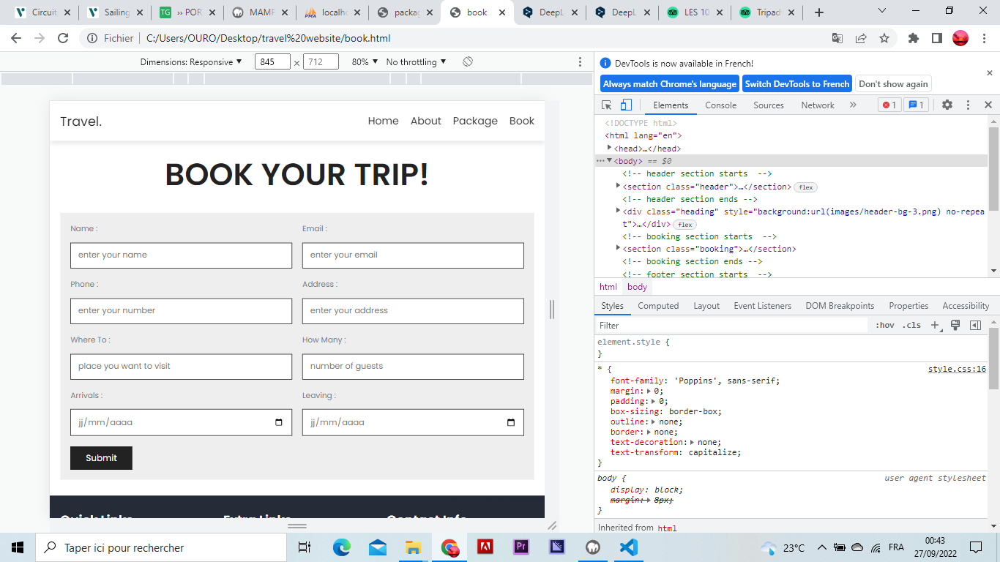 Circuit
Sailing
TG ›› POR
MAMP
localho
packag
book
DeepL
DeepL
LES 10
Tripad
Fichier C:/Users/OURO/Desktop/travel%20website/book.html
Dimensions: Responsive ▼ 845 × 712 80% ▼ No throttling ▼
DevTools is now available in French!
Always match Chrome's language Switch DevTools to French Don't show again
Elements Console Sources Network » 1 1
Travel.
Home About Package Book
BOOK YOUR TRIP!
Name : Email :
enter your name enter your email
Phone : Address :
enter your number enter your address
Where To : How Many :
place you want to visit number of guests
Arrivals : Leaving :
jj/mm/aaaa jj/mm/aaaa
Submit
<!DOCTYPE html>
<html lang="en">
<head>…</head>
<body> == $0
<!-- header section starts -->
<section class="header">…</section> flex
<!-- header section ends -->
<div class="heading" style="background:url(images/header-bg-3.png) no-repea
t">…</div> flex
<!-- booking section starts -->
<section class="booking">…</section>
<!-- booking section ends -->
<!-- footer section starts -->
html body
Styles Computed Layout Event Listeners DOM Breakpoints Properties Accessibility
Filter :hov .cls +
element.style {
}
* { style.css:16
font-family: 'Poppins', sans-serif;
margin: 0;
padding: 0;
box-sizing: border-box;
outline: none;
border: none;
text-decoration: none;
text-transform: capitalize;
}
body { user agent stylesheet
display: block;
margin: 8px;
}
Inherited from html
Taper ici pour rechercher
Pr
23°C
FRA
00:43
27/09/2022